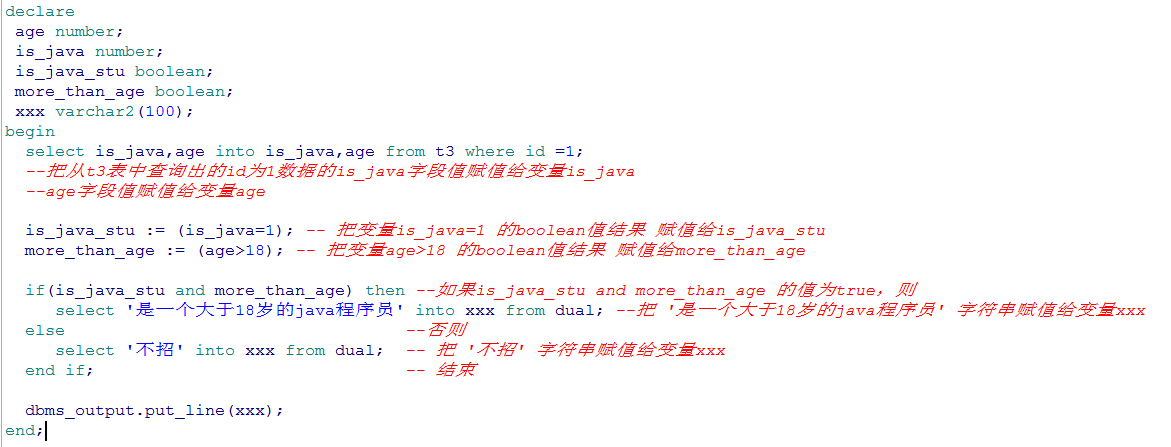 declare
 age number;
 is_java number;
 is_java_stu boolean;
 more_than_age boolean;
 xxx varchar2(100);
begin
  select is_java,age into is_java,age from t3 where id =1;
  --把从t3表中查询出的id为1数据的is_java字段值赋值给变量is_java
  --age字段值赋值给变量age
  is_java_stu := (is_java=1); -- 把变量is_java=1 的boolean值结果 赋值给is_java_stu
  more_than_age := (age>18); -- 把变量age>18 的boolean值结果 赋值给more_than_age
  if(is_java_stu and more_than_age) then --如果is_java_stu and more_than_age 的值为true，则
     select '是一个大于18岁的java程序员' into xxx from dual; --把 '是一个大于18岁的java程序员' 字符串赋值给变量xxx
  else                                  --否则
     select '不招' into xxx from dual;  -- 把 '不招' 字符串赋值给变量xxx
  end if;                               -- 结束
  dbms_output.put_line(xxx);
end;